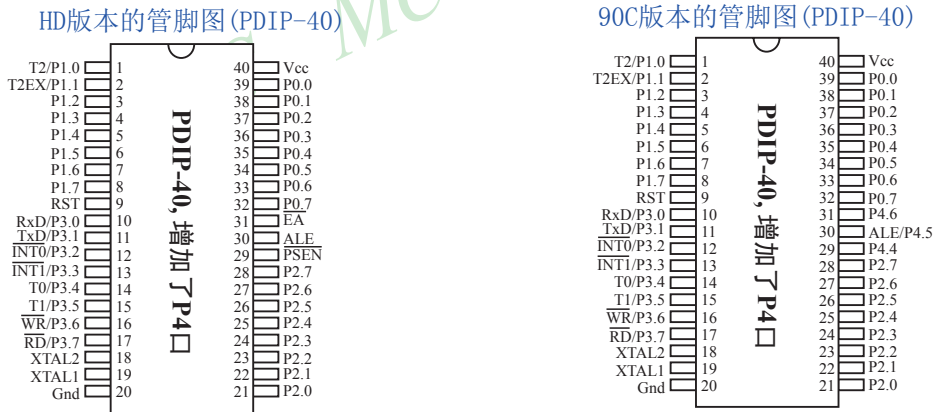 HD版本的管脚图(PDIP-40)
T2/P1.0 1 40 Vcc
T2EX/P1.1 2 39 P0.0
P1.2 3 38 P0.1
P1.3 4 37 P0.2
P1.4 5 36 P0.3
P1.5 6 35 P0.4
P1.6 7 34 P0.5
P1.7 8 33 P0.6
RST 9 32 P0.7
RxD/P3.0 10 31 EA
TxD/P3.1 11 30 ALE
INT0/P3.2 12 29 PSEN
INT1/P3.3 13 28 P2.7
T0/P3.4 14 27 P2.6
T1/P3.5 15 26 P2.5
WR/P3.6 16 25 P2.4
RD/P3.7 17 24 P2.3
XTAL2 18 23 P2.2
XTAL1 19 22 P2.1
Gnd 20 21 P2.0
PDIP-40, 增加了P4口
90C版本的管脚图(PDIP-40)
T2/P1.0 1 40 Vcc
T2EX/P1.1 2 39 P0.0
P1.2 3 38 P0.1
P1.3 4 37 P0.2
P1.4 5 36 P0.3
P1.5 6 35 P0.4
P1.6 7 34 P0.5
P1.7 8 33 P0.6
RST 9 32 P0.7
RxD/P3.0 10 31 P4.6
TxD/P3.1 11 30 ALE/P4.5
INT0/P3.2 12 29 P4.4
INT1/P3.3 13 28 P2.7
T0/P3.4 14 27 P2.6
T1/P3.5 15 26 P2.5
WR/P3.6 16 25 P2.4
RD/P3.7 17 24 P2.3
XTAL2 18 23 P2.2
XTAL1 19 22 P2.1
Gnd 20 21 P2.0
PDIP-40, 增加了P4口